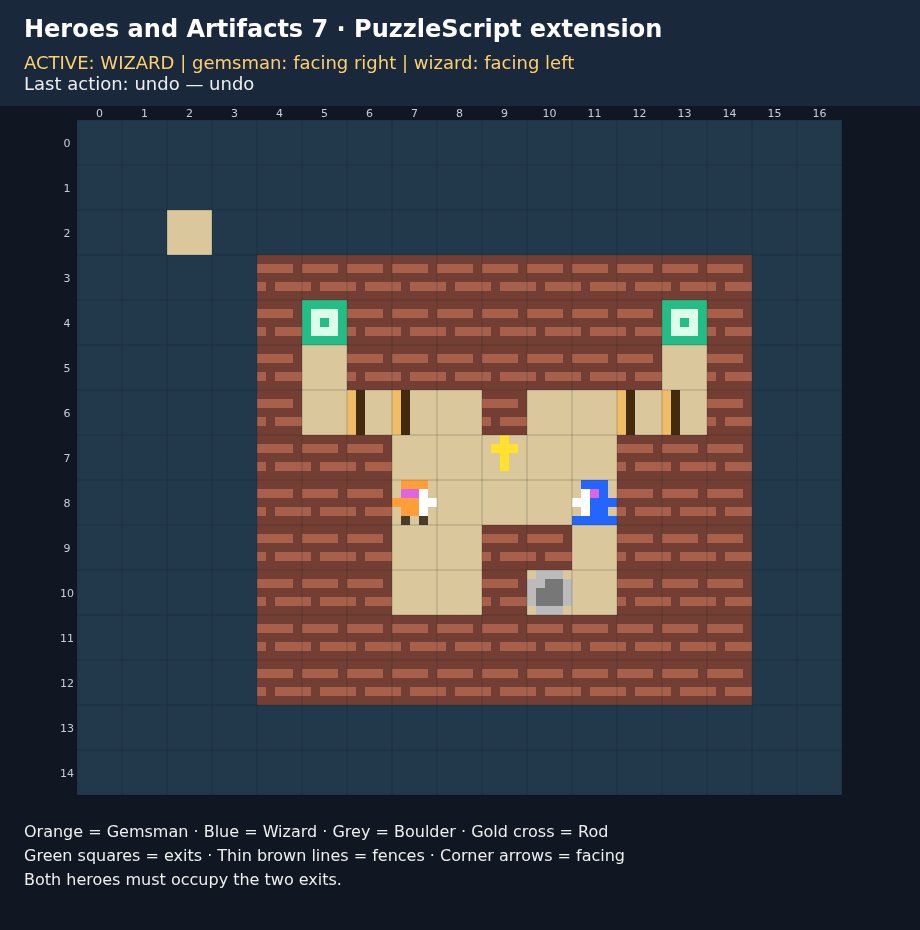 Heroes and Artifacts 7 · PuzzleScript extension
ACTIVE: WIZARD | gemsman: facing right | wizard: facing left
Last action: undo — undo
0 1 2 3 4 5 6 7 8 9 10 11 12 13 14 15 16
0
1
2
3
4
5
6
7
8
9
10
11
12
13
14
Orange = Gemsman · Blue = Wizard · Grey = Boulder · Gold cross = Rod
Green squares = exits · Thin brown lines = fences · Corner arrows = facing
Both heroes must occupy the two exits.